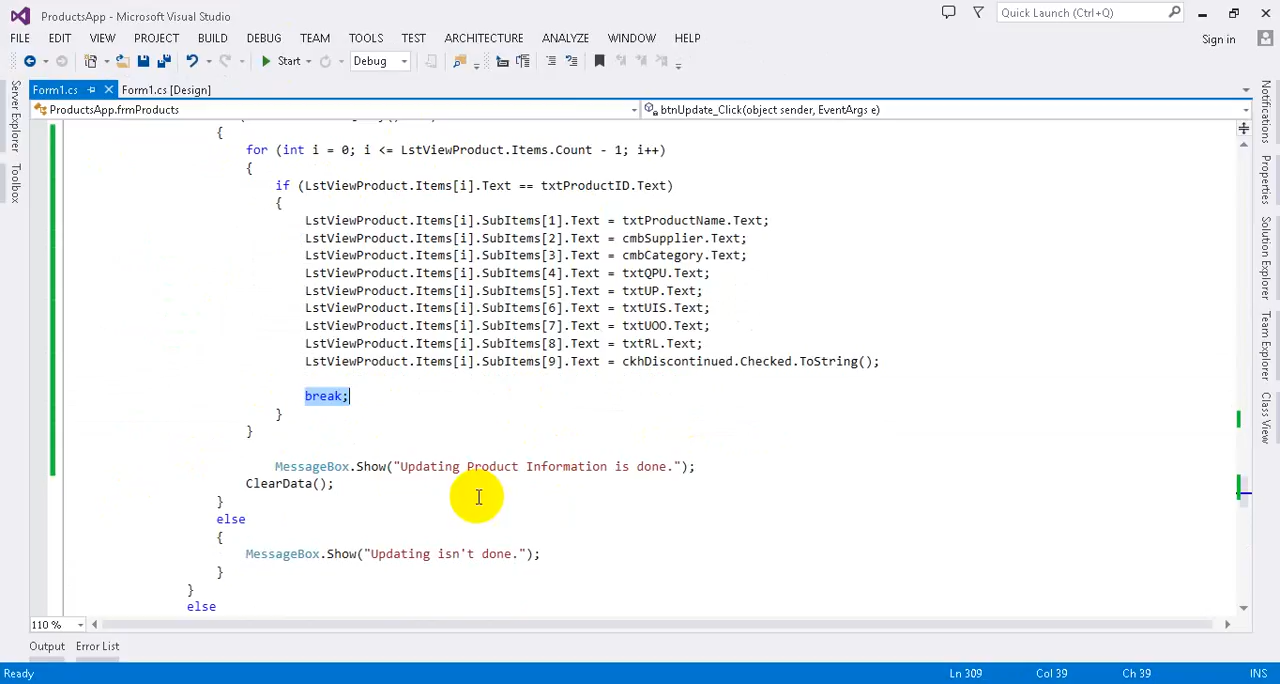 ProductsApp - Microsoft Visual Studio
Quick Launch (Ctrl+Q)
FILE EDIT VIEW PROJECT BUILD DEBUG TEAM TOOLS TEST ARCHITECTURE ANALYZE WINDOW HELP
Sign in
Start Debug
Form1.cs Form1.cs [Design]
ProductsApp.frmProducts btnUpdate_Click(object sender, EventArgs e)
{
for (int i = 0; i <= LstViewProduct.Items.Count - 1; i++)
{
if (LstViewProduct.Items[i].Text == txtProductID.Text)
{
LstViewProduct.Items[i].SubItems[1].Text = txtProductName.Text;
LstViewProduct.Items[i].SubItems[2].Text = cmbSupplier.Text;
LstViewProduct.Items[i].SubItems[3].Text = cmbCategory.Text;
LstViewProduct.Items[i].SubItems[4].Text = txtQPU.Text;
LstViewProduct.Items[i].SubItems[5].Text = txtUP.Text;
LstViewProduct.Items[i].SubItems[6].Text = txtUIS.Text;
LstViewProduct.Items[i].SubItems[7].Text = txtUOO.Text;
LstViewProduct.Items[i].SubItems[8].Text = txtRL.Text;
LstViewProduct.Items[i].SubItems[9].Text = ckhDiscontinued.Checked.ToString();
break;
}
}
MessageBox.Show("Updating Product Information is done.");
ClearData();
}
else
{
MessageBox.Show("Updating isn't done.");
}
}
else
110 %
Output Error List
Ready Ln 309 Col 39 Ch 39 INS
Server Explorer
Toolbox
Notifications
Properties
Solution Explorer
Team Explorer
Class View